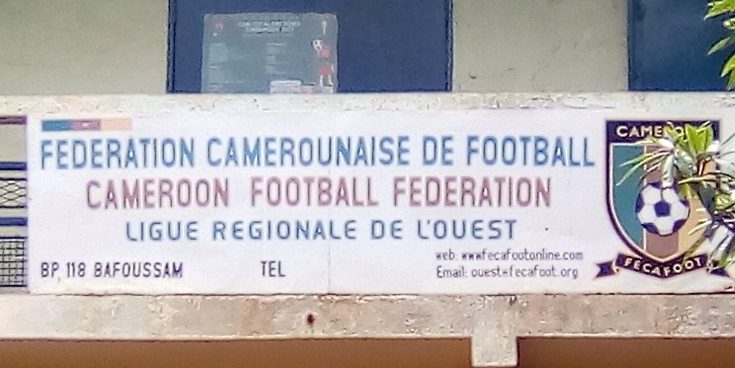 FEDERATION CAMEROUNAISE DE FOOTBALL
CAMEROON FOOTBALL FEDERATION
LIGUE REGIONALE DE L'OUEST
BP, 118 BAFOUSSAM TEL
web: www.fecafootonline.com
Email: ouest*fecafoot.org
FECAFOOT